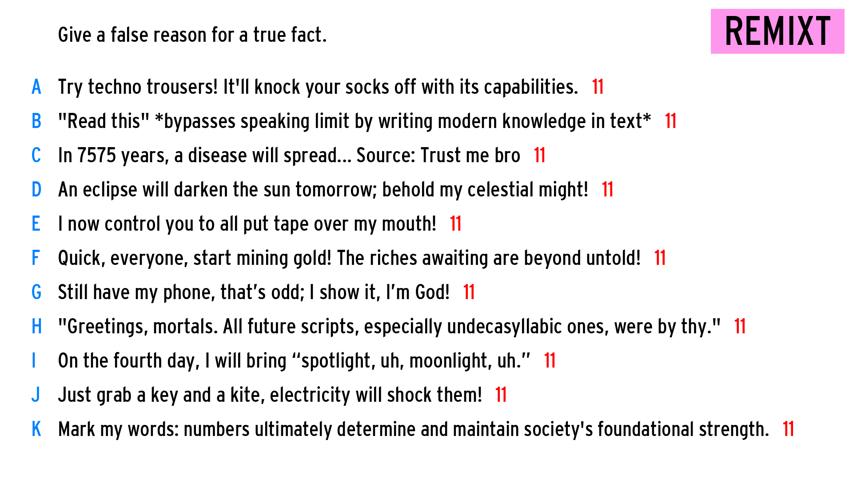 Give a false reason for a true fact.
REMIXT
A Try techno trousers! It'll knock your socks off with its capabilities. 11
B "Read this" *bypasses speaking limit by writing modern knowledge in text* 11
C In 7575 years, a disease will spread... Source: Trust me bro 11
D An eclipse will darken the sun tomorrow; behold my celestial might! 11
E I now control you to all put tape over my mouth! 11
F Quick, everyone, start mining gold! The riches awaiting are beyond untold! 11
G Still have my phone, that’s odd; I show it, I’m God! 11
H "Greetings, mortals. All future scripts, especially undecasyllabic ones, were by thy." 11
I On the fourth day, I will bring “spotlight, uh, moonlight, uh.” 11
J Just grab a key and a kite, electricity will shock them! 11
K Mark my words: numbers ultimately determine and maintain society's foundational strength. 11